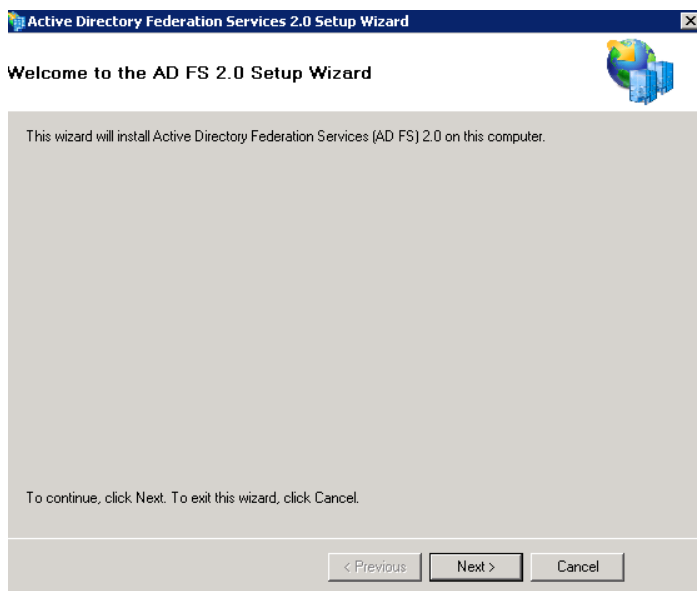 Active Directory Federation Services 2.0 Setup Wizard
Welcome to the AD FS 2.0 Setup Wizard
This wizard will install Active Directory Federation Services (AD FS) 2.0 on this computer.
To continue, click Next. To exit this wizard, click Cancel.
< Previous Next > Cancel